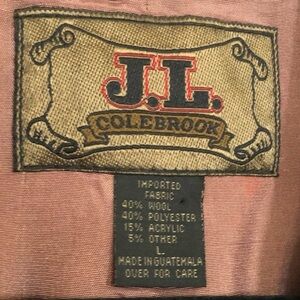 J.L.
COLEBROOK
IMPORTED
FABRIC
40% WOOL
40% POLYESTER
15% ACRYLIC
5% OTHER
L
MADE IN GUATEMALA
OVER FOR CARE